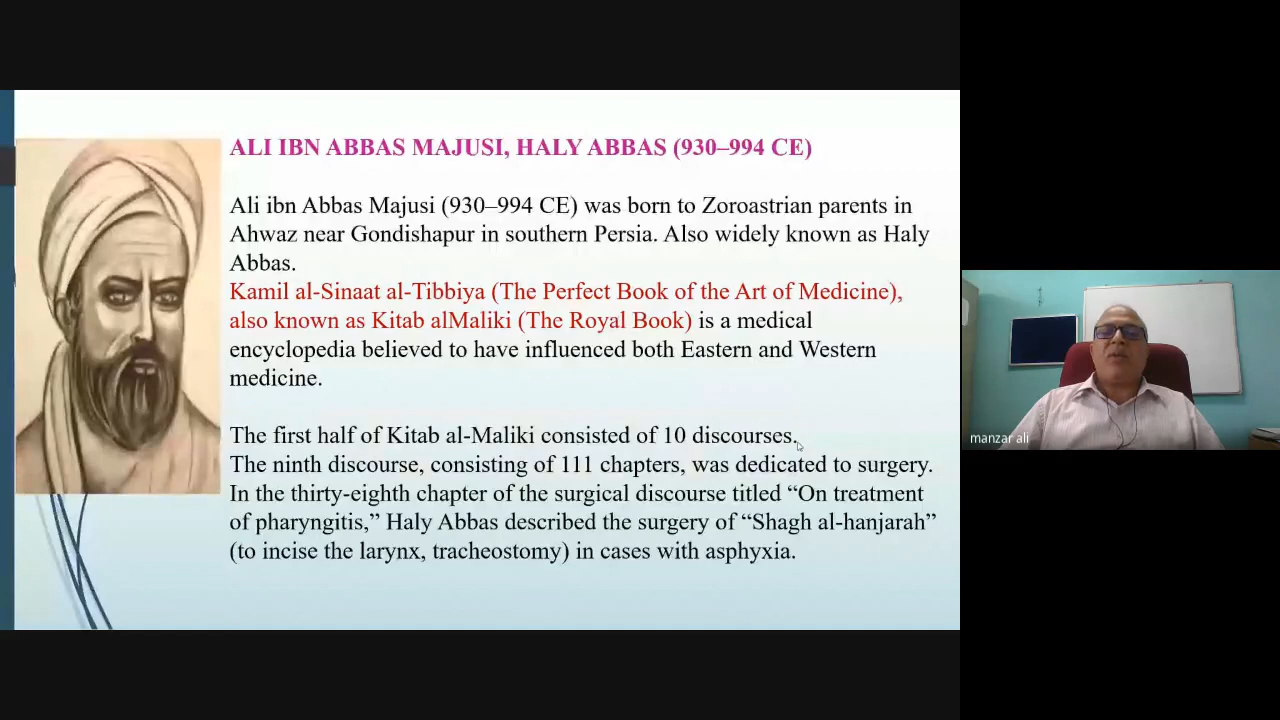 ALI IBN ABBAS MAJUSI, HALY ABBAS (930–994 CE)
Ali ibn Abbas Majusi (930–994 CE) was born to Zoroastrian parents in
Ahwaz near Gondishapur in southern Persia. Also widely known as Haly
Abbas.
Kamil al-Sinaat al-Tibbiya (The Perfect Book of the Art of Medicine),
also known as Kitab alMaliki (The Royal Book) is a medical
encyclopedia believed to have influenced both Eastern and Western
medicine.
The first half of Kitab al-Maliki consisted of 10 discourses.
The ninth discourse, consisting of 111 chapters, was dedicated to surgery.
In the thirty-eighth chapter of the surgical discourse titled “On treatment
of pharyngitis,” Haly Abbas described the surgery of “Shagh al-hanjarah”
(to incise the larynx, tracheostomy) in cases with asphyxia.
manzar ali